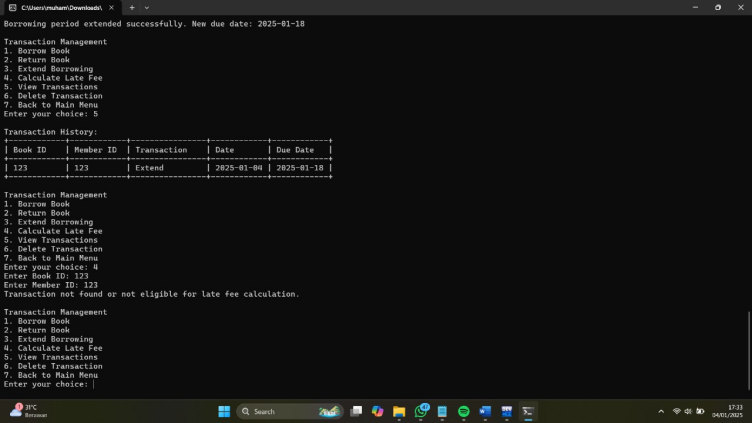 C:\Users\muham\Downloads\
Borrowing period extended successfully. New due date: 2025-01-18
Transaction Management
1. Borrow Book
2. Return Book
3. Extend Borrowing
4. Calculate Late Fee
5. View Transactions
6. Delete Transaction
7. Back to Main Menu
Enter your choice: 5
Transaction History:
+------------+------------+----------------+------------+------------+
| Book ID | Member ID | Transaction | Date | Due Date |
+------------+------------+----------------+------------+------------+
| 123 | 123 | Extend | 2025-01-04 | 2025-01-18 |
+------------+------------+----------------+------------+------------+
Transaction Management
1. Borrow Book
2. Return Book
3. Extend Borrowing
4. Calculate Late Fee
5. View Transactions
6. Delete Transaction
7. Back to Main Menu
Enter your choice: 4
Enter Book ID: 123
Enter Member ID: 123
Transaction not found or not eligible for late fee calculation.
Transaction Management
1. Borrow Book
2. Return Book
3. Extend Borrowing
4. Calculate Late Fee
5. View Transactions
6. Delete Transaction
7. Back to Main Menu
Enter your choice:
31°C
Berawan
Search
17:33
04/01/2025